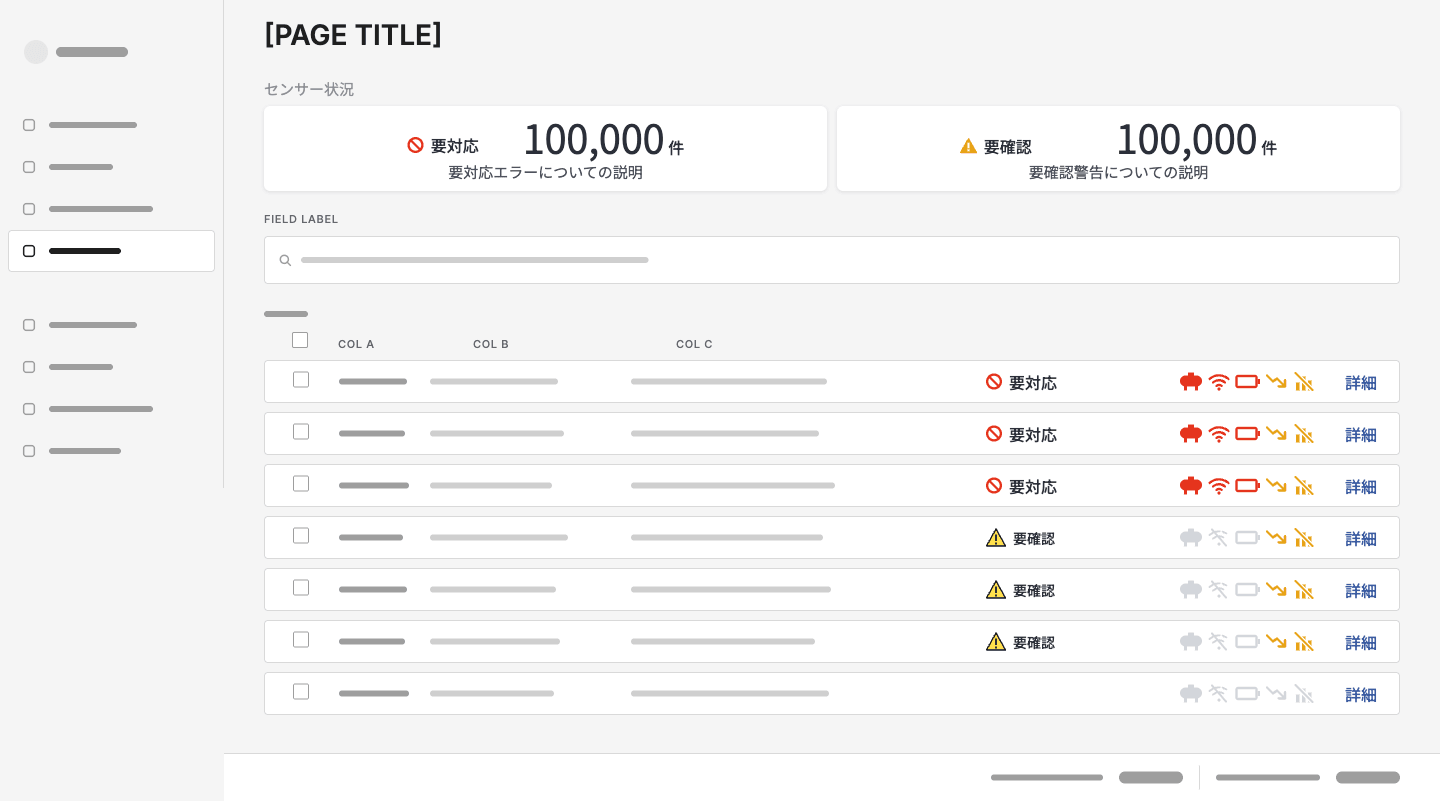 [PAGE TITLE]
センサー状況
要対応 100,000 件
要対応エラーについての説明
要確認 100,000 件
要確認警告についての説明
FIELD LABEL
COL A COL B COL C
要対応 詳細
要対応 詳細
要対応 詳細
要確認 詳細
要確認 詳細
要確認 詳細
詳細